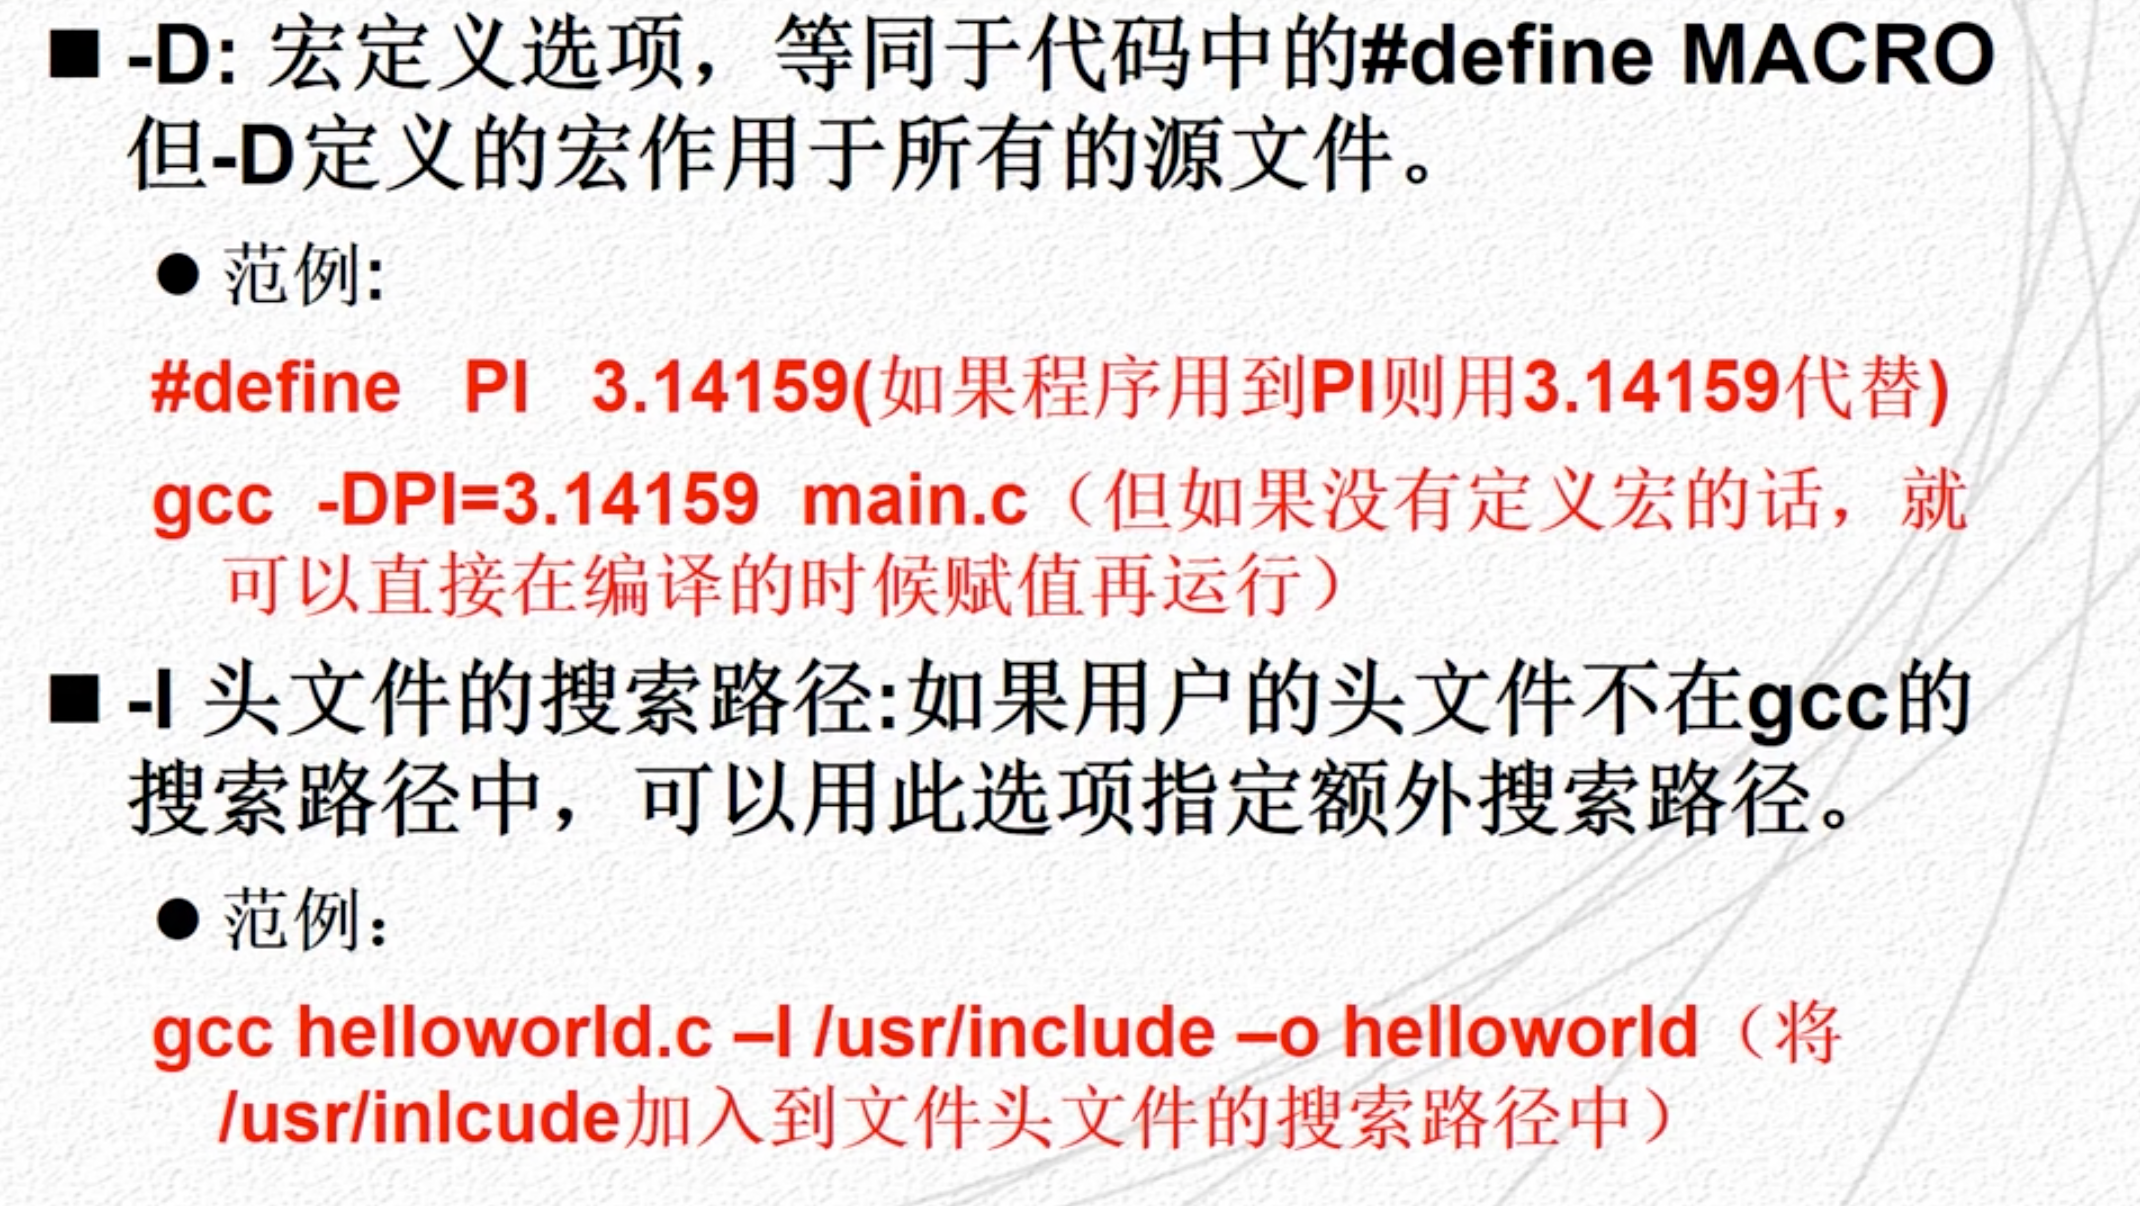 ■ -D: 宏定义选项，等同于代码中的#define MACRO
但-D定义的宏作用于所有的源文件。
● 范例:
#define PI 3.14159(如果程序用到PI则用3.14159代替)
gcc -DPI=3.14159 main.c（但如果没有定义宏的话，就
可以直接在编译的时候赋值再运行）
■ -I 头文件的搜索路径:如果用户的头文件不在gcc的
搜索路径中，可以用此选项指定额外搜索路径。
● 范例：
gcc helloworld.c –I /usr/include –o helloworld（将
/usr/inlcude加入到文件头文件的搜索路径中）